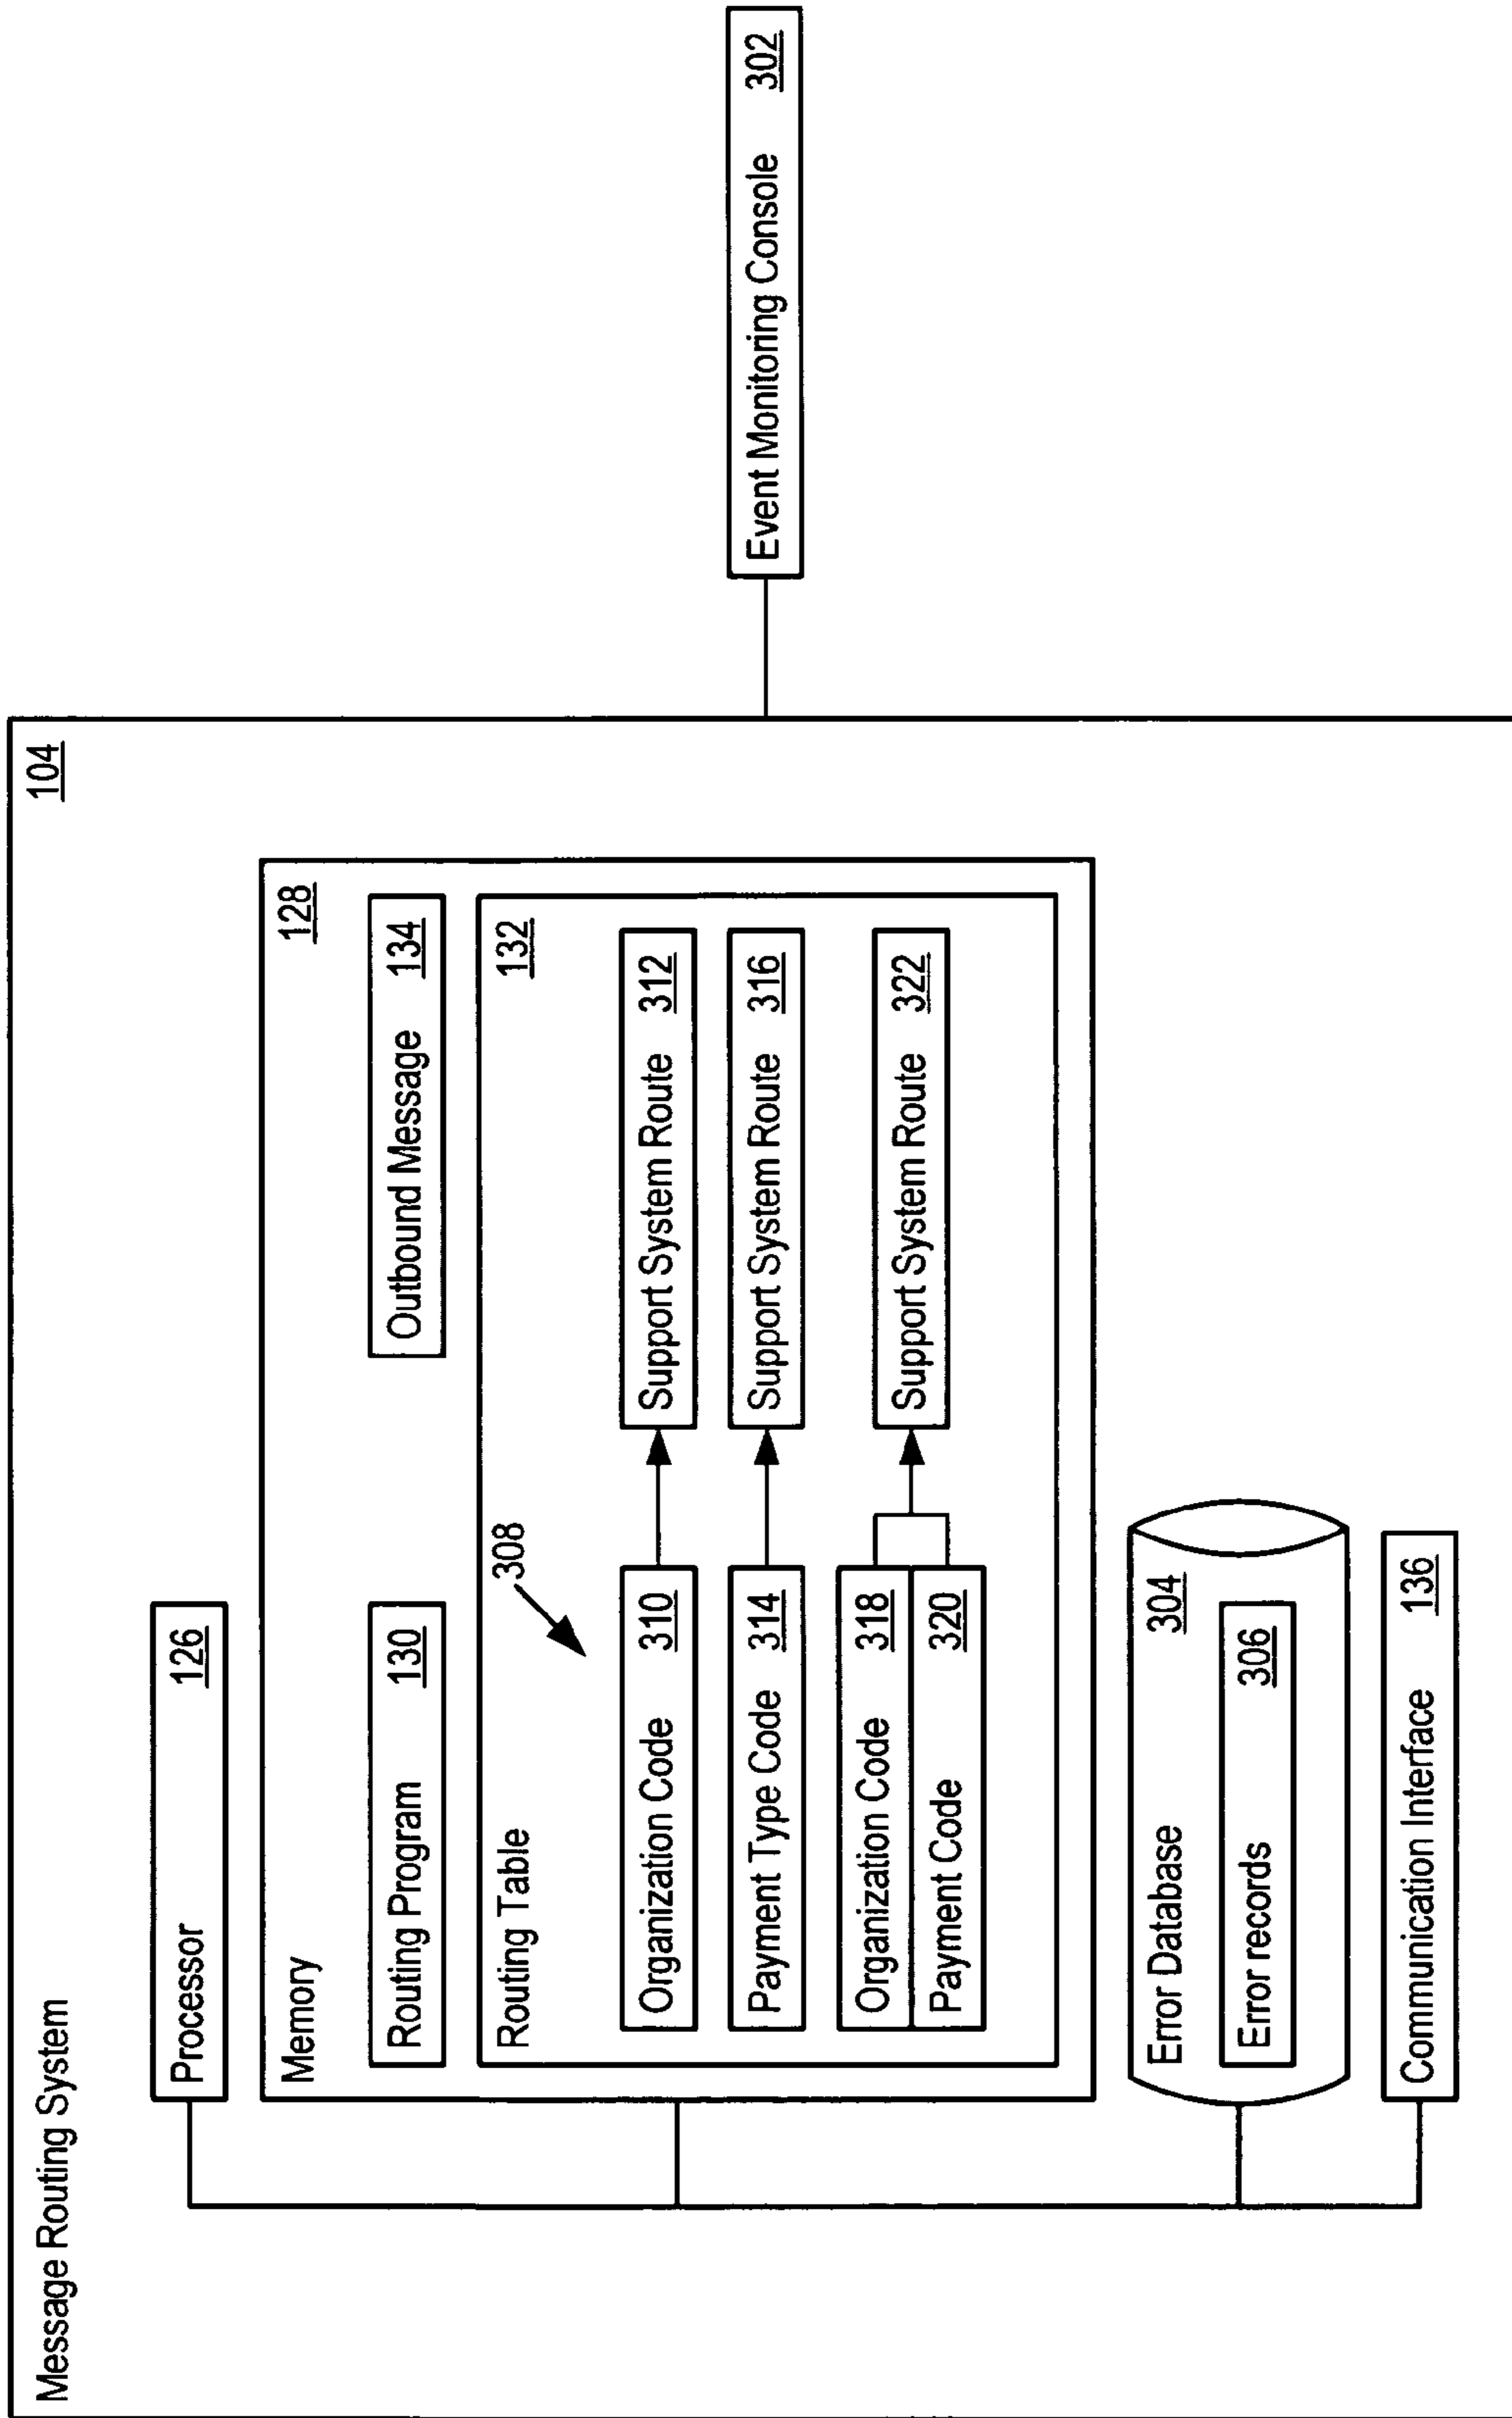 Message Routing System 104
Processor 126
Memory 128
Routing Program 130
Outbound Message 134
Routing Table 132
308
Organization Code 310
Support System Route 312
Payment Type Code 314
Support System Route 316
Organization Code 318
Payment Code 320
Support System Route 322
Error Database 304
Error records 306
Communication Interface 136
Event Monitoring Console 302